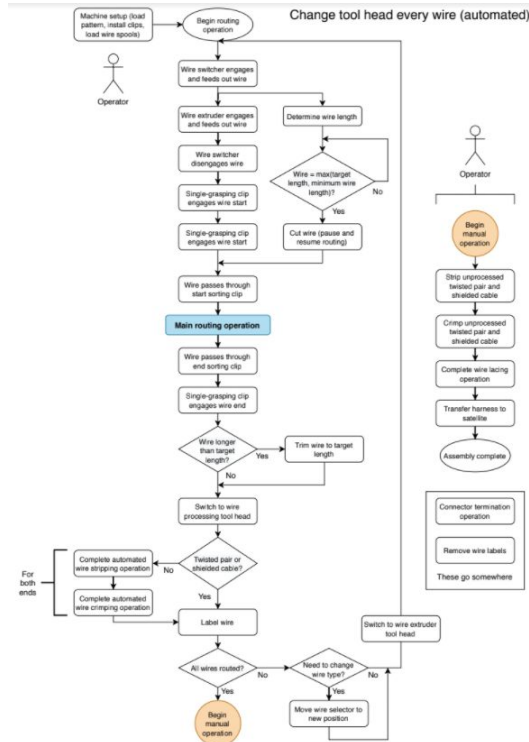 Change tool head every wire (automated)
Machine setup (load
pattern, install clips,
load wire spools)
Begin routing
operation
Operator
Wire switcher engages
and feeds out wire
Wire extruder engages
and feeds out wire
Determine wire length
Wire switcher
disengages wire
Wire = max(target
length, minimum wire
length)?
No
Yes
Single-grasping clip
engages wire start
Single-grasping clip
engages wire start
Cut wire (pause and
resume routing)
Wire passes through
start sorting clip
Main routing operation
Wire passes through
end sorting clip
Single-grasping clip
engages wire end
Wire longer
than target
length?
Yes
Trim wire to target
length
No
Switch to wire
processing tool head
Twisted pair or
shielded cable?
No
Yes
For
both
ends
Complete automated
wire stripping operation
Complete automated
wire crimping operation
Label wire
All wires routed?
No
Yes
Need to change
wire type?
No
Yes
Move wire selector to
new position
Switch to wire extruder
tool head
Begin
manual
operation
Operator
Begin
manual
operation
Strip unprocessed
twisted pair and
shielded cable
Crimp unprocessed
twisted pair and
shielded cable
Complete wire lacing
operation
Transfer harness to
satellite
Assembly complete
Connector termination
operation
Remove wire labels
These go somewhere